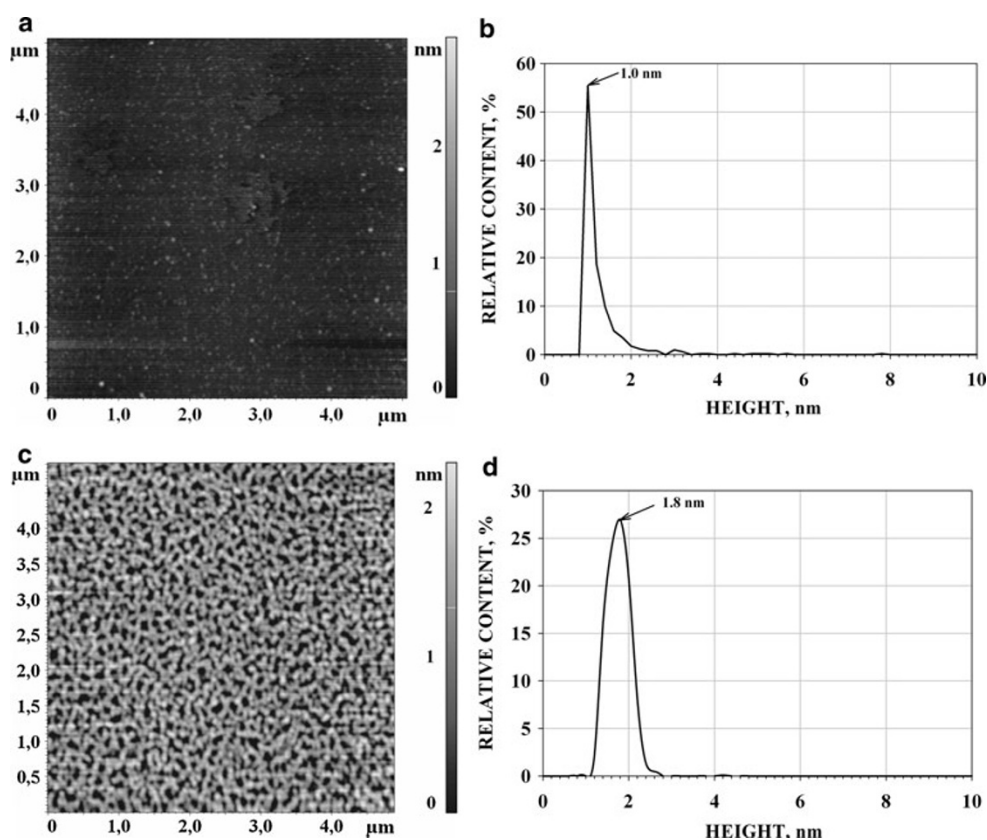 a
µm
4,0
3,0
2,0
1,0
0
0 1,0 2,0 3,0 4,0 µm
nm
2
1
0
b
RELATIVE CONTENT, %
60
50
40
30
20
10
0
1.0 nm
0 2 4 6 8 10
HEIGHT, nm
c
µm
4,0
3,5
3,0
2,5
2,0
1,5
1,0
0,5
0 1,0 2,0 3,0 4,0 µm
nm
2
1
0
d
RELATIVE CONTENT, %
30
25
20
15
10
5
0
1.8 nm
0 2 4 6 8 10
HEIGHT, nm